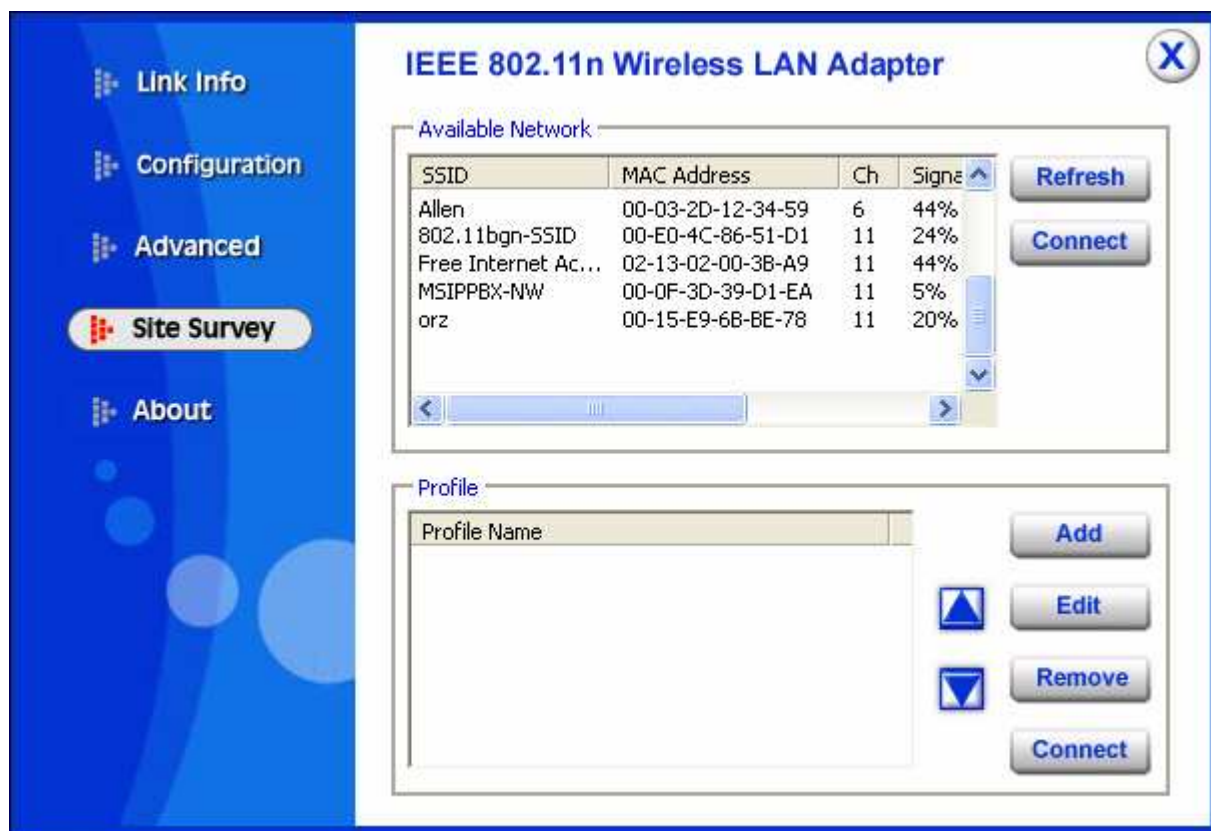 Link Info
Configuration
Advanced
Site Survey
About
IEEE 802.11n Wireless LAN Adapter
X
Available Network
SSID MAC Address Ch Signa
Allen 00-03-2D-12-34-59 6 44%
802.11bgn-SSID 00-E0-4C-86-51-D1 11 24%
Free Internet Ac... 02-13-02-00-3B-A9 11 44%
MSIPPBX-NW 00-0F-3D-39-D1-EA 11 5%
orz 00-15-E9-6B-BE-78 11 20%
Refresh
Connect
Profile
Profile Name
Add
Edit
Remove
Connect